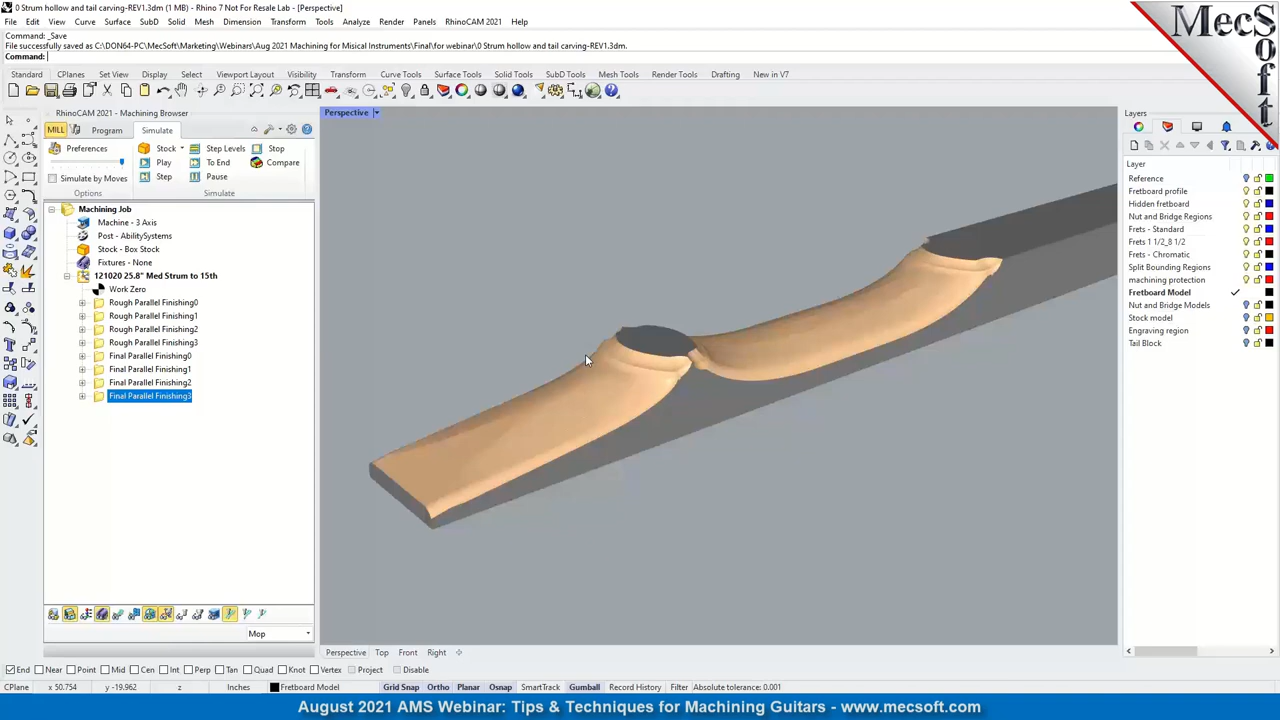 0 Strum hollow and tail carving-REV1.3dm (1 MB) - Rhino 7 Not For Resale Lab - [Perspective]
File Edit View Curve Surface SubD Solid Mesh Dimension Transform Tools Analyze Render Panels RhinoCAM 2021 Help
Command: _Save
File successfully saved as C:\DON64-PC\MecSoft\Marketing\Webinars\Aug 2021 Machining for Misical Instruments\Final\for webinar\0 Strum hollow and tail carving-REV1.3dm.
Command:
Standard CPlanes Set View Display Select Viewport Layout Visibility Transform Curve Tools Surface Tools Solid Tools SubD Tools Mesh Tools Render Tools Drafting New in V7
MecSoft
RhinoCAM 2021 - Machining Browser
MILL Program Simulate
Preferences Stock Step Levels Stop
Play To End Compare
Simulate by Moves Step Pause
Options Simulate
Machining Job
Machine - 3 Axis
Post - AbilitySystems
Stock - Box Stock
Fixtures - None
121020 25.8" Med Strum to 15th
Work Zero
Rough Parallel Finishing0
Rough Parallel Finishing1
Rough Parallel Finishing2
Rough Parallel Finishing3
Final Parallel Finishing0
Final Parallel Finishing1
Final Parallel Finishing2
Final Parallel Finishing3
Mop
Perspective
Layers
Layer
Reference
Fretboard profile
Hidden fretboard
Nut and Bridge Regions
Frets - Standard
Frets 1 1/2_8 1/2
Frets - Chromatic
Split Bounding Regions
machining protection
Fretboard Model
Nut and Bridge Models
Stock model
Engraving region
Tail Block
Perspective Top Front Right
End Near Point Mid Cen Int Perp Tan Quad Knot Vertex Project Disable
CPlane x 50.754 y -19.962 z Inches Fretboard Model Grid Snap Ortho Planar Osnap SmartTrack Gumball Record History Filter Absolute tolerance: 0.001
August 2021 AMS Webinar: Tips & Techniques for Machining Guitars - www.mecsoft.com